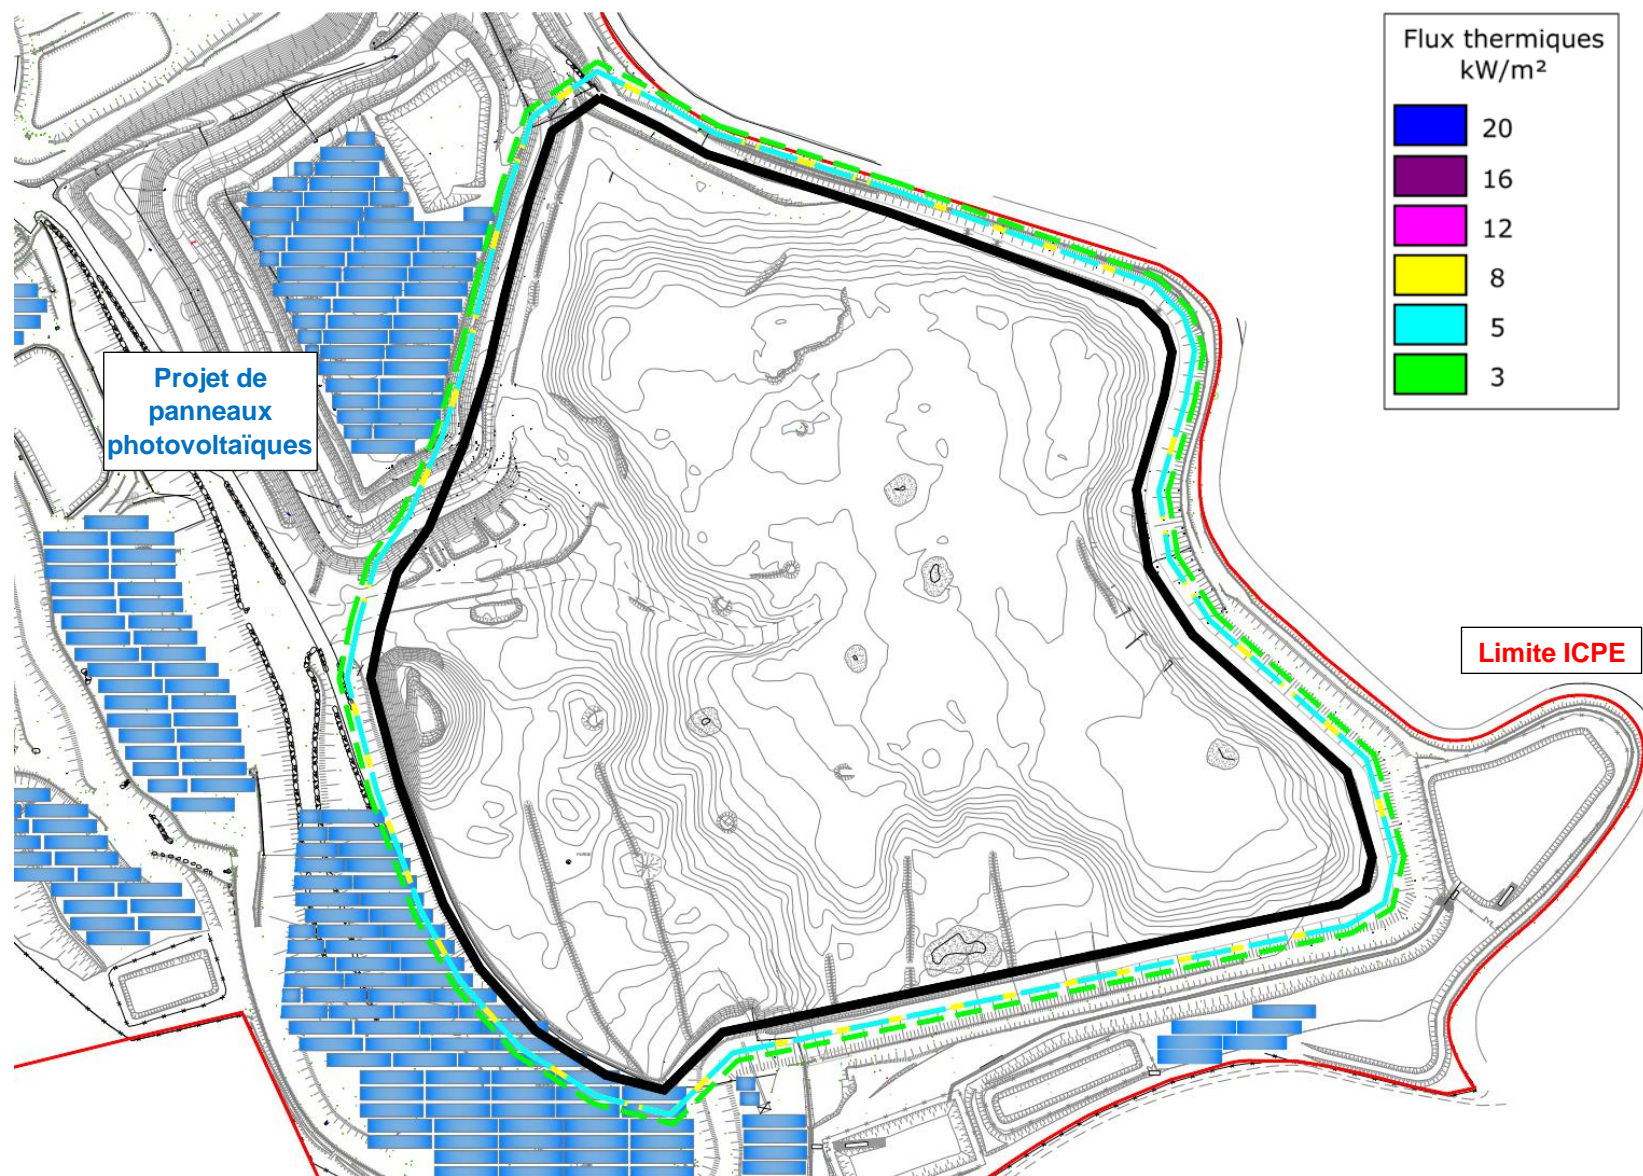 Flux thermiques
kW/m²
20
16
12
8
5
3
Projet de
panneaux
photovoltaïques
Limite ICPE